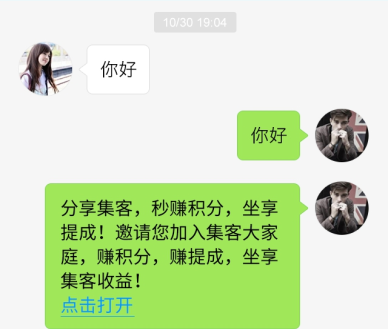 10/30 19:04
你好
你好
分享集客，秒赚积分，坐享
提成！邀请您加入集客大家
庭，赚积分，赚提成，坐享
集客收益！
点击打开